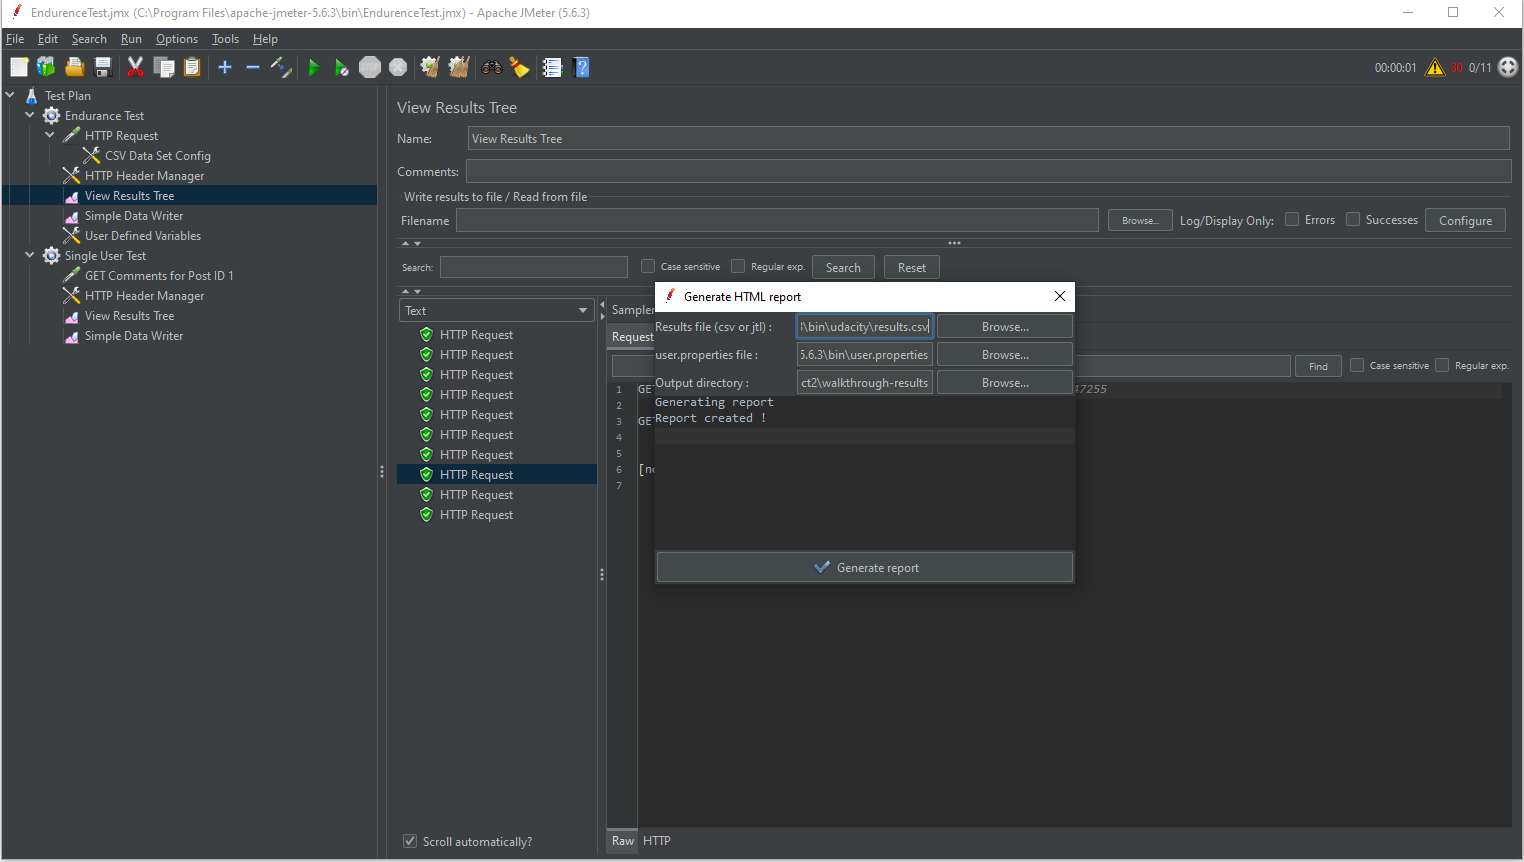 EndurenceTest.jmx (C:\Program Files\apache-jmeter-5.6.3\bin\EndurenceTest.jmx) - Apache JMeter (5.6.3)
File Edit Search Run Options Tools Help
STOP
00:00:01 30 0/11
Test Plan
Endurance Test
HTTP Request
CSV Data Set Config
HTTP Header Manager
View Results Tree
Simple Data Writer
User Defined Variables
Single User Test
GET Comments for Post ID 1
HTTP Header Manager
View Results Tree
Simple Data Writer
View Results Tree
Name: View Results Tree
Comments:
Write results to file / Read from file
Filename Browse... Log/Display Only: Errors Successes Configure
Search: Case sensitive Regular exp. Search Reset
Text
HTTP Request
HTTP Request
HTTP Request
HTTP Request
HTTP Request
HTTP Request
HTTP Request
HTTP Request
HTTP Request
HTTP Request
Scroll automatically?
Sampler
Request
Find Case sensitive Regular exp.
1 GE 17255
2
3 GE
4
5
6 [no
7
Raw HTTP
Generate HTML report
Results file (csv or jtl) : \bin\udacity\results.csv Browse...
user.properties file : 5.6.3\bin\user.properties Browse...
Output directory : ct2\walkthrough-results Browse...
Generating report
Report created !
Generate report